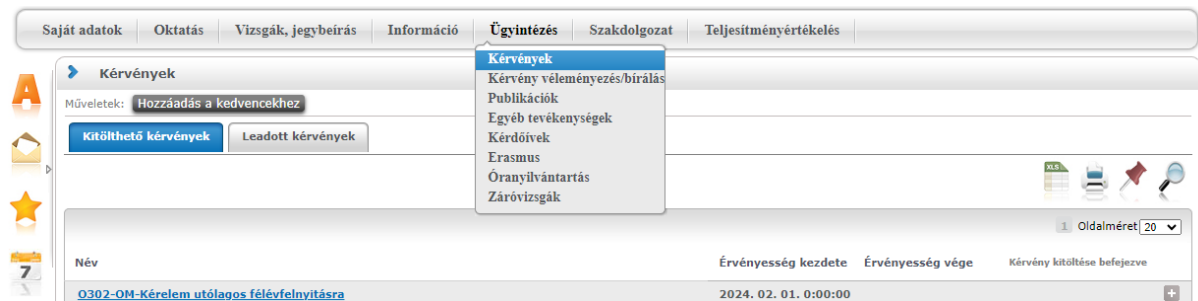 Saját adatok Oktatás Vizsgák, jegybeírás Információ Ügyintézés Szakdolgozat Teljesítményértékelés
Kérvények
Kérvény véleményezés/bírálás
Publikációk
Egyéb tevékenységek
Kérdőívek
Erasmus
Óranyilvántartás
Záróvizsgák
Kérvények
Műveletek: Hozzáadás a kedvencekhez
Kitölthető kérvények Leadott kérvények
XLS
1 Oldalméret 20
Név Érvényesség kezdete Érvényesség vége Kérvény kitöltése befejezve
O302-OM-Kérelem utólagos félévfelnyitásra 2024. 02. 01. 0:00:00
A
7